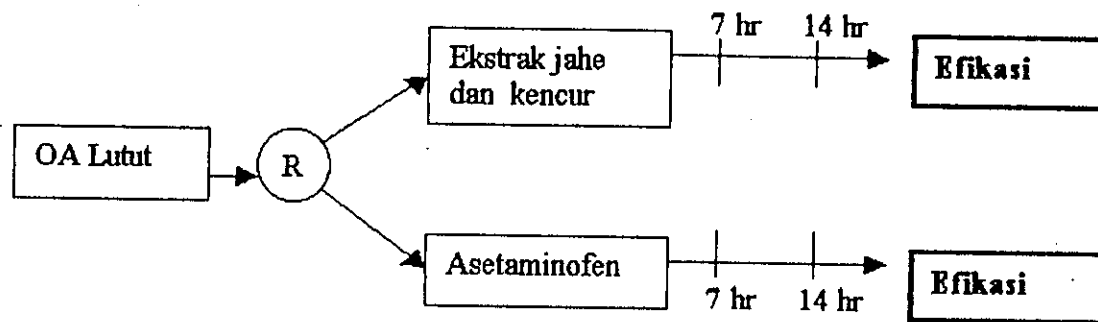 7 hr 14 hr
Ekstrak jahe
dan kencur
Efikasi
OA Lutut
R
Asetaminofen
7 hr 14 hr
Efikasi